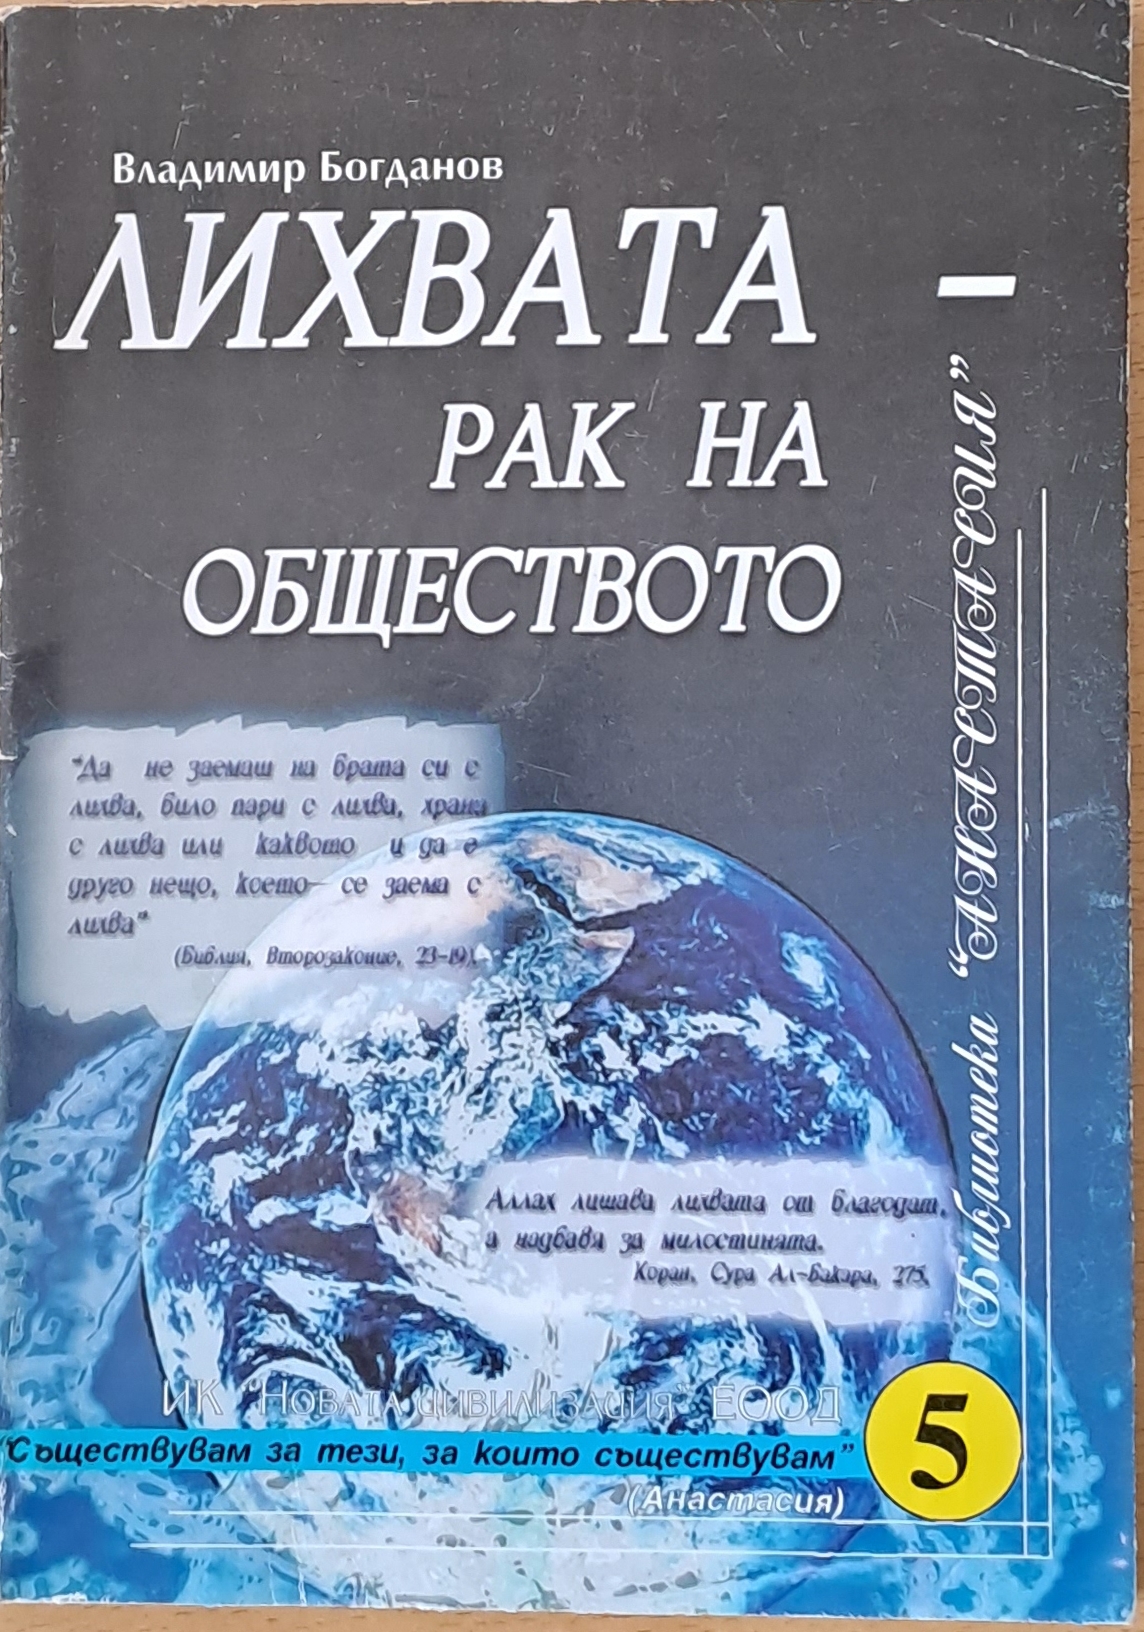 Владимир Богданов
ЛИХВАТА –
РАК НА
ОБЩЕСТВОТО
"Да не заемаш на брата си с
лихва, било пари с лихва, храна
с лихва или каквото и да е
друго нещо, което се заема с
лихва"
(Библия, Второзаконие, 23-19).
Аллах лишава лихвата от благодат,
а надбавя за милостинята.
Коран, Сура Ал-Бакара, 275.
Библиотека "АНАСТАСИЯ"
ИК "НОВАТА ЦИВИЛИЗАЦИЯ" ЕООД
"Съществувам за тези, за които съществувам"
(Анастасия)
5